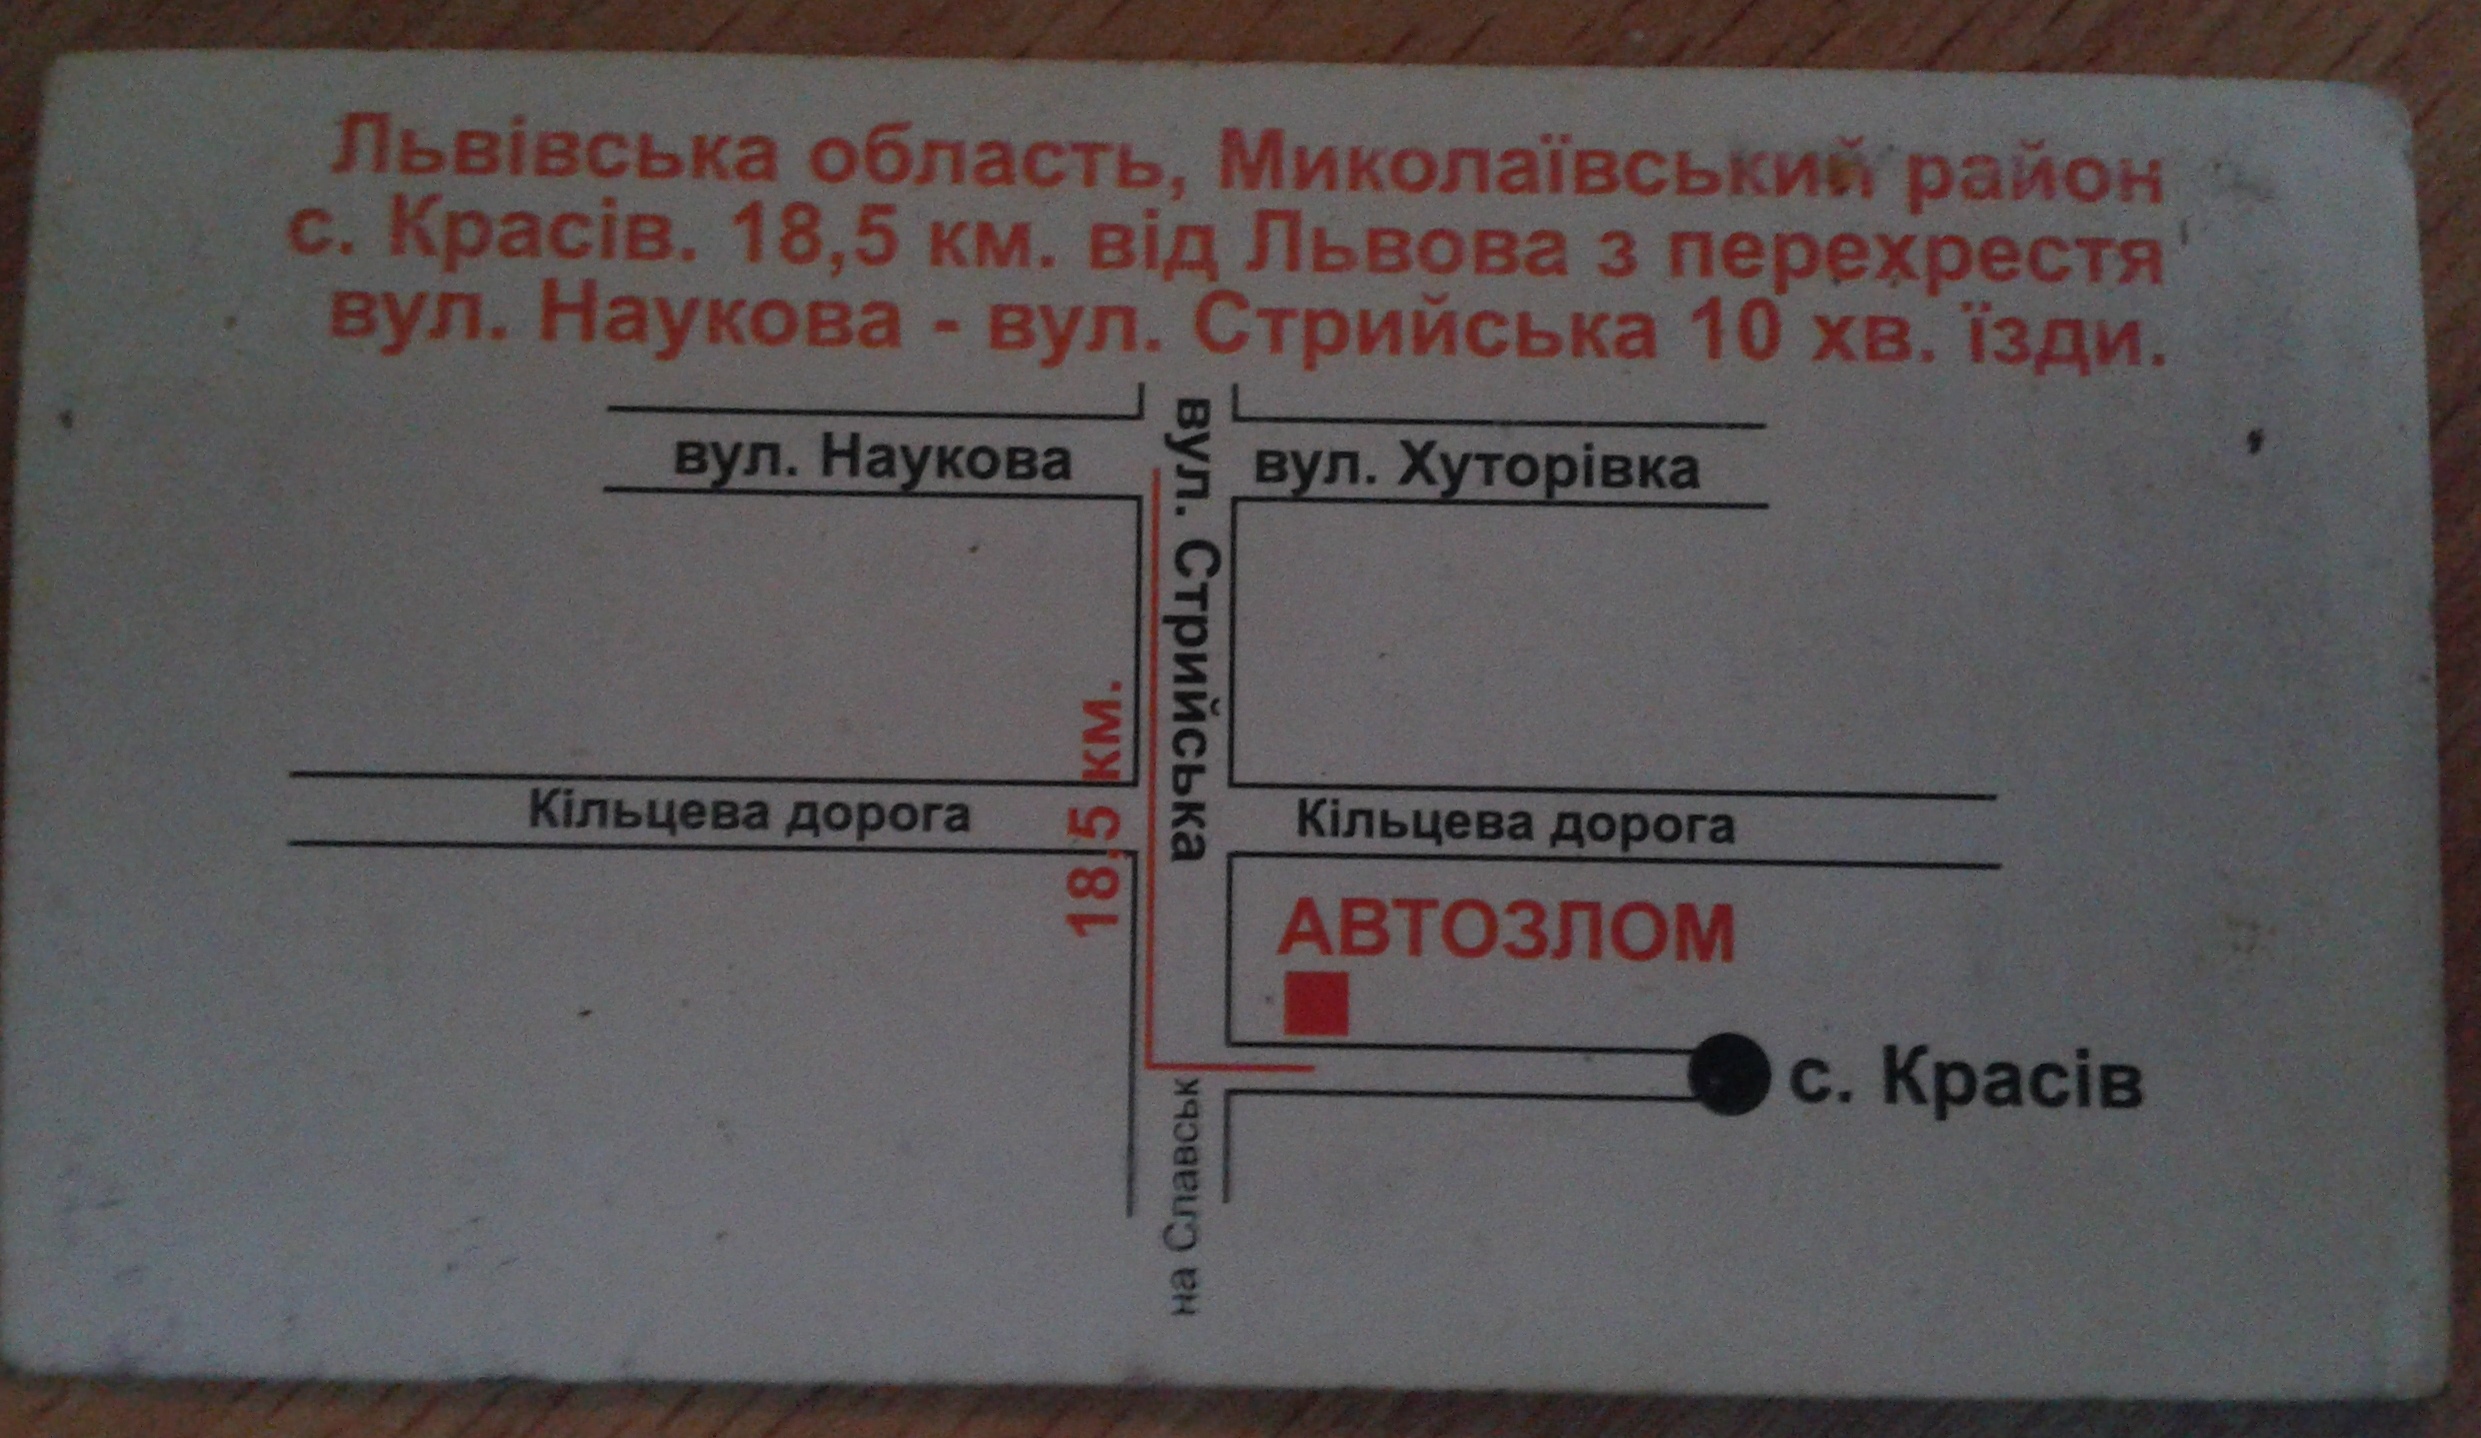 Львівська область, Миколаївський район
с. Красів. 18,5 км. від Львова з перехрестя
вул. Наукова - вул. Стрийська 10 хв. їзди.
вул. Наукова
вул. Стрийська
вул. Хуторівка
18,5 км.
Кільцева дорога
Кільцева дорога
АВТОЗЛОМ
с. Красів
на Славськ